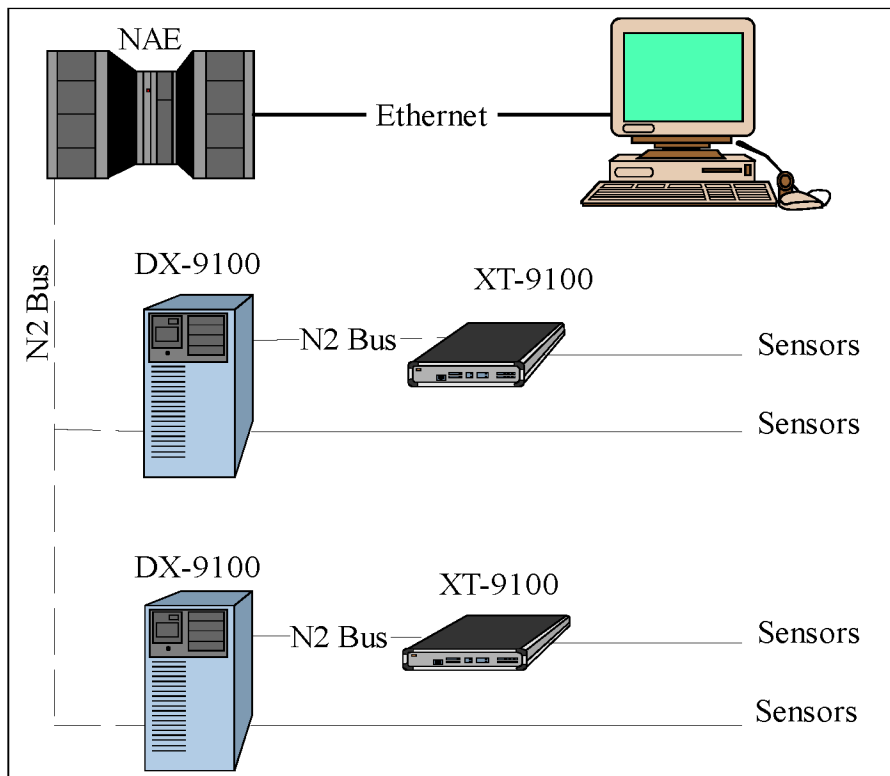 NAE
Ethernet
N2 Bus
DX-9100
XT-9100
N2 Bus
Sensors
Sensors
DX-9100
XT-9100
N2 Bus
Sensors
Sensors